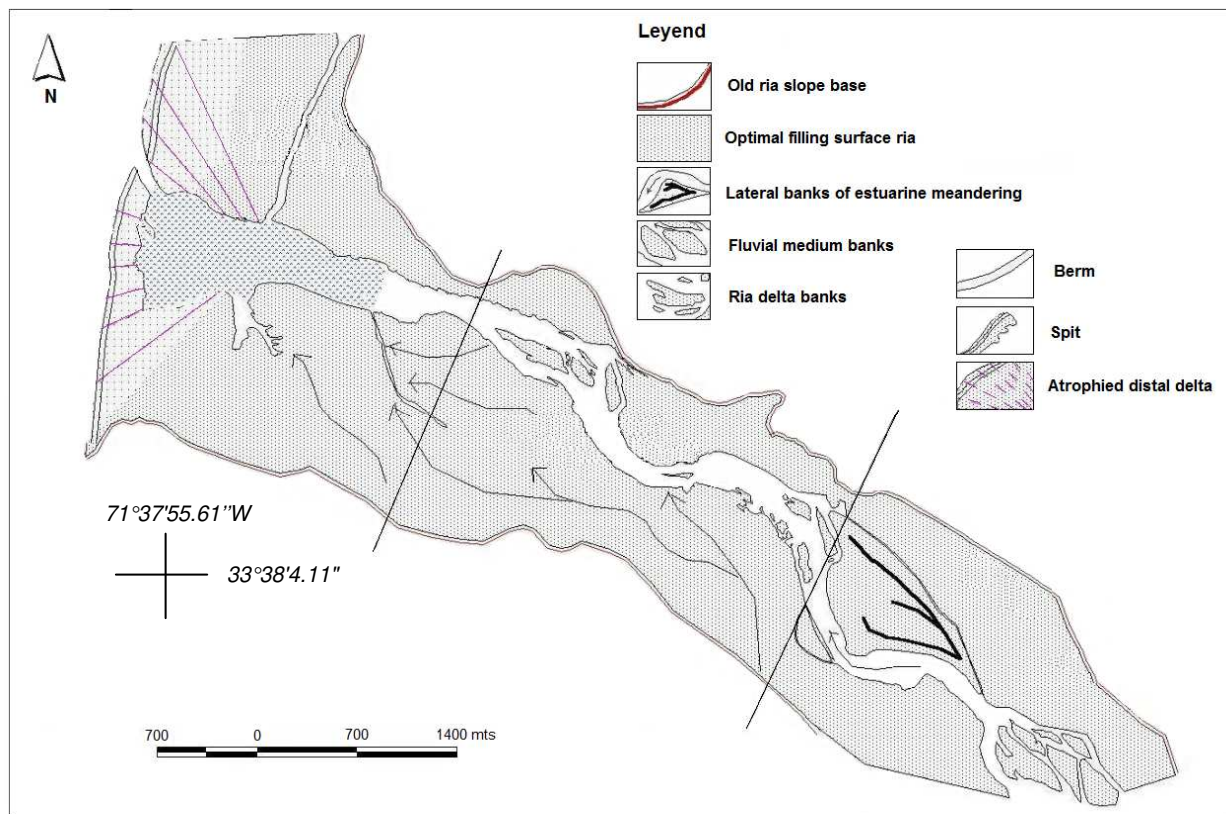 Leyend
N
Old ria slope base
Optimal filling surface ria
Lateral banks of estuarine meandering
Fluvial medium banks
Ria delta banks
Berm
Spit
Atrophied distal delta
71°37'55.61’’W
33°38'4.11"
700 0 700 1400 mts